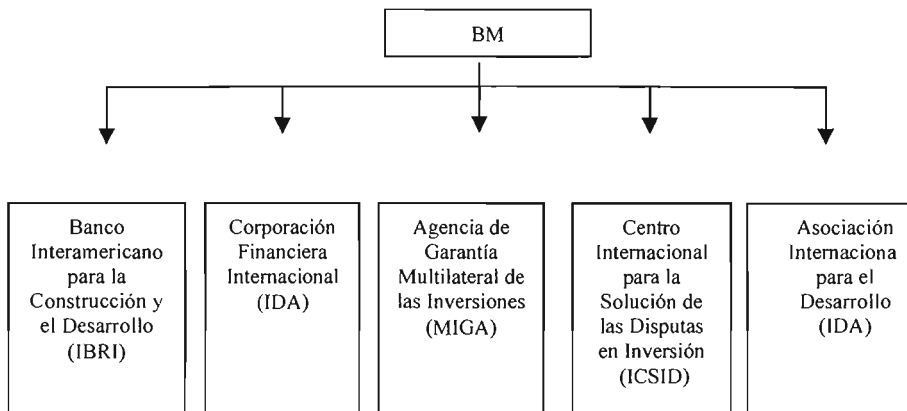 BM
Banco
Interamericano
para la
Construcción y
el Desarrollo
(IBRI)
Corporación
Financiera
Internacional
(IDA)
Agencia de
Garantía
Multilateral de
las Inversiones
(MIGA)
Centro
Internacional
para la
Solución de
las Disputas
en Inversión
(ICSID)
Asociación
Internaciona
para el
Desarrollo
(IDA)